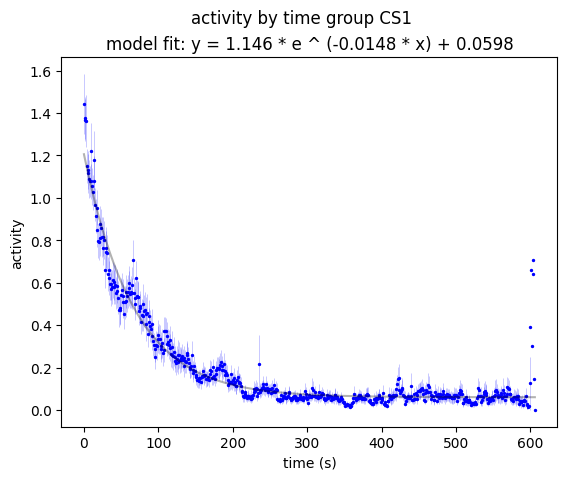 activity by time group CS1
model fit: y = 1.146 * e ^ (-0.0148 * x) + 0.0598
1.6
1.4
1.2
1.0
0.8
0.6
0.4
0.2
0.0
activity
0 100 200 300 400 500 600
time (s)